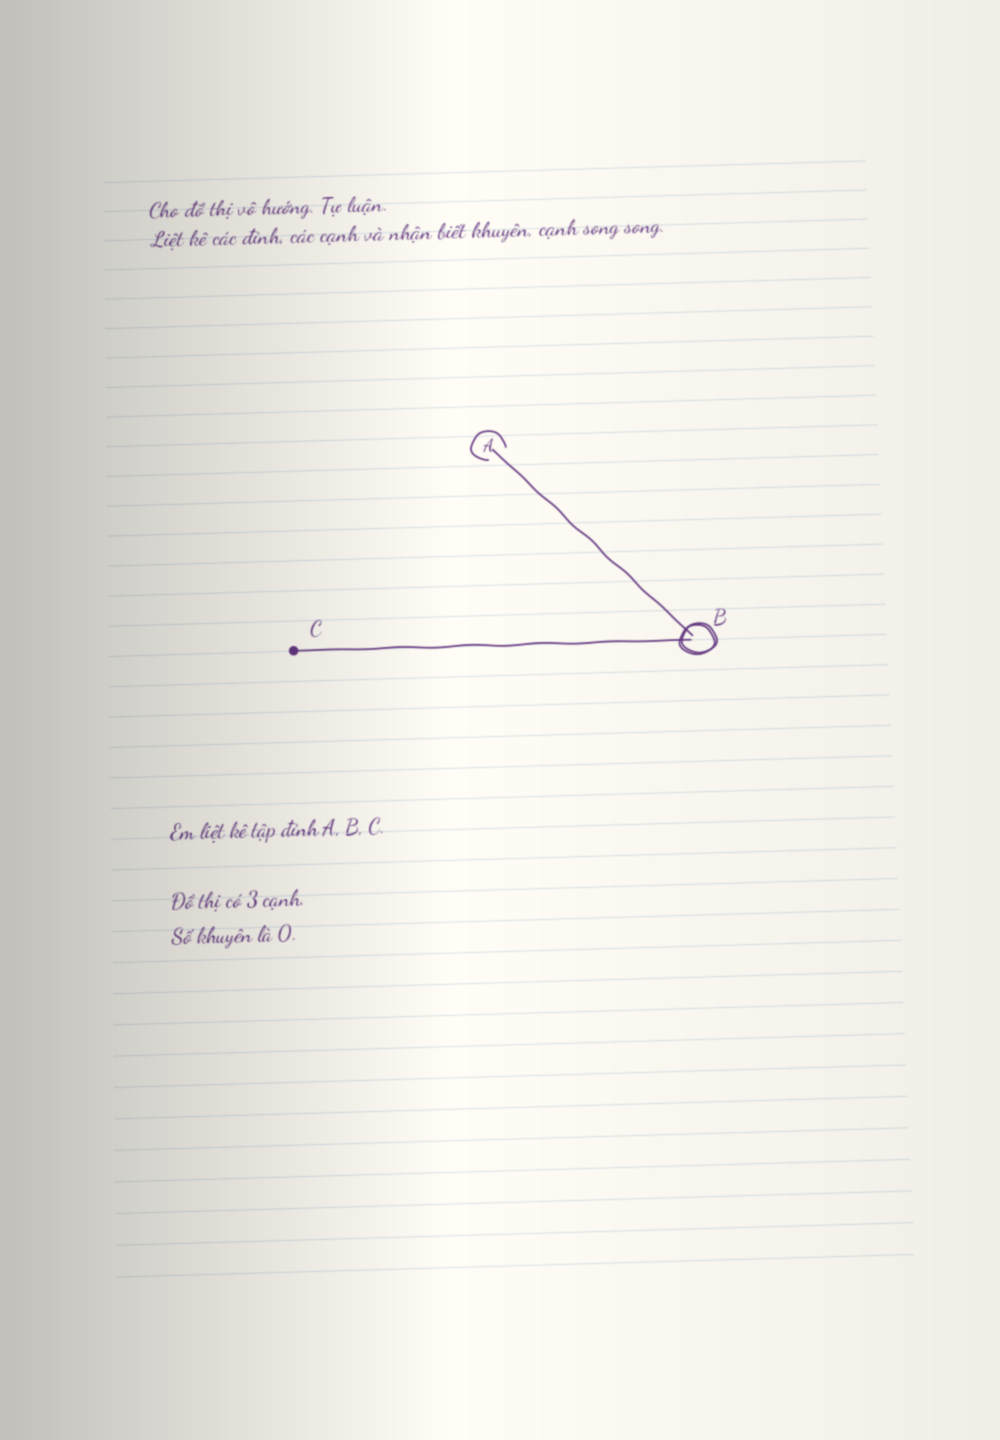 Cho đồ thị vô hướng. Tự luận.
Liệt kê các đỉnh, các cạnh và nhận biết khuyên, cạnh song song.
A
B
C
Em liệt kê tập đỉnh A, B, C.
Đồ thị có 3 cạnh.
Số khuyên là 0.